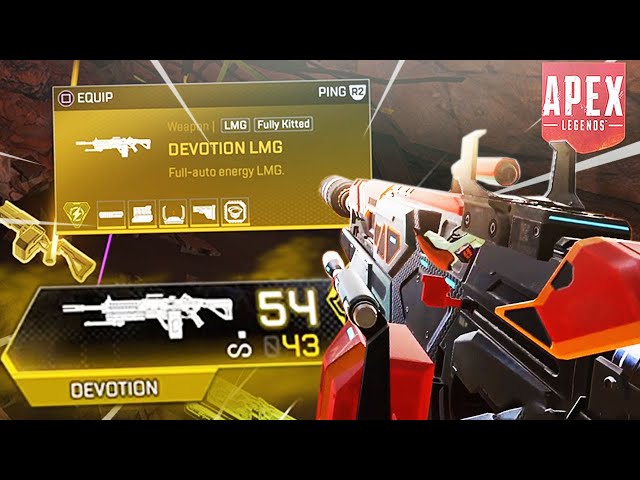 EQUIP
PING R2
Weapon | LMG Fully Kitted
DEVOTION LMG
Full-auto energy LMG.
54
043
DEVOTION
APEX
LEGENDS